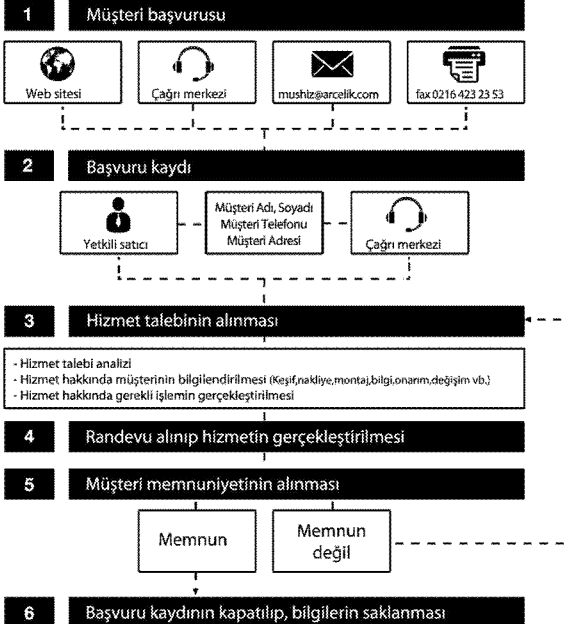 1 Müşteri başvurusu
Web sitesi
Çağrı merkezi
mushiz@arcelik.com
fax 0216 423 23 53
2 Başvuru kaydı
Yetkili satıcı
Müşteri Adı, Soyadı
Müşteri Telefonu
Müşteri Adresi
Çağrı merkezi
3 Hizmet talebinin alınması
- Hizmet talebi analizi
- Hizmet hakkında müşterinin bilgilendirilmesi (Keşif,nakliye,montaj,bilgi,onarım,değişim vb.)
- Hizmet hakkında gerekli işlemin gerçekleştirilmesi
4 Randevu alınıp hizmetin gerçekleştirilmesi
5 Müşteri memnuniyetinin alınması
Memnun
Memnun
değil
6 Başvuru kaydının kapatılıp, bilgilerin saklanması